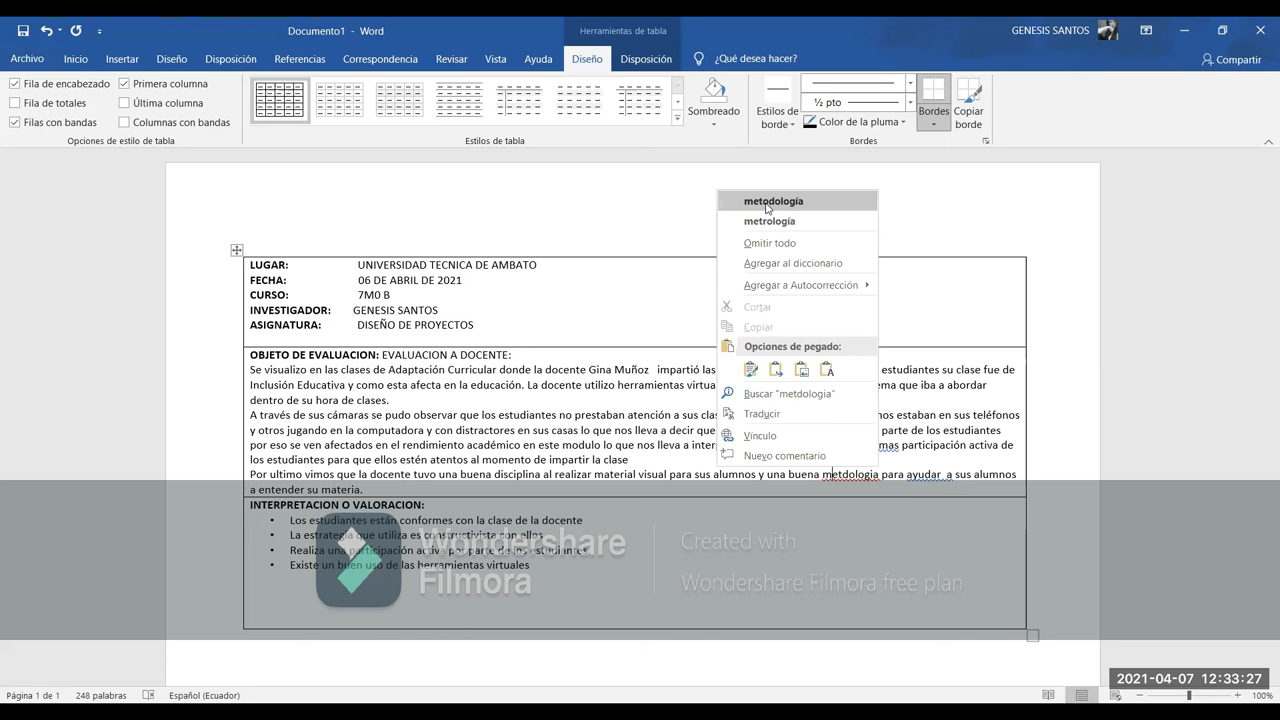 Documento1 - Word
Herramientas de tabla
GENESIS SANTOS
Archivo Inicio Insertar Diseño Disposición Referencias Correspondencia Revisar Vista Ayuda Diseño Disposición ¿Qué desea hacer? Compartir
Fila de encabezado Primera columna
Fila de totales Última columna
Filas con bandas Columnas con bandas
Opciones de estilo de tabla
Estilos de tabla
Sombreado
Estilos de borde
½ pto
Color de la pluma
Bordes
Copiar borde
Bordes
metodología
metrología
Omitir todo
Agregar al diccionario
Agregar a Autocorrección
Cortar
Copiar
Opciones de pegado:
Buscar "metdologia"
Traducir
Vínculo
Nuevo comentario
LUGAR: UNIVERSIDAD TECNICA DE AMBATO
FECHA: 06 DE ABRIL DE 2021
CURSO: 7M0 B
INVESTIGADOR: GENESIS SANTOS
ASIGNATURA: DISEÑO DE PROYECTOS
OBJETO DE EVALUACION: EVALUACION A DOCENTE:
Se visualizo en las clases de Adaptación Curricular donde la docente Gina Muñoz impartió las estudiantes su clase fue de
Inclusión Educativa y como esta afecta en la educación. La docente utilizo herramientas virtua ema que iba a abordar
dentro de su hora de clases.
A través de sus cámaras se pudo observar que los estudiantes no prestaban atención a sus clas nos estaban en sus teléfonos
y otros jugando en la computadora y con distractores en sus casas lo que nos lleva a decir que parte de los estudiantes
por eso se ven afectados en el rendimiento académico en este modulo lo que nos lleva a inter mas participación activa de
los estudiantes para que ellos estén atentos al momento de impartir la clase
Por ultimo vimos que la docente tuvo una buena disciplina al realizar material visual para sus alumnos y una buena metdologia para ayudar a sus alumnos
a entender su materia.
INTERPRETACION O VALORACION:
• Los estudiantes están conformes con la clase de la docente
• La estrategia que utiliza es constructivista con ellos
• Realiza una participación activa por parte de los estudiantes
• Existe un buen uso de las herramientas virtuales
Wondershare
Filmora
Created with
Wondershare Filmora free plan
2021-04-07 12:33:27
Página 1 de 1 248 palabras Español (Ecuador) 100%